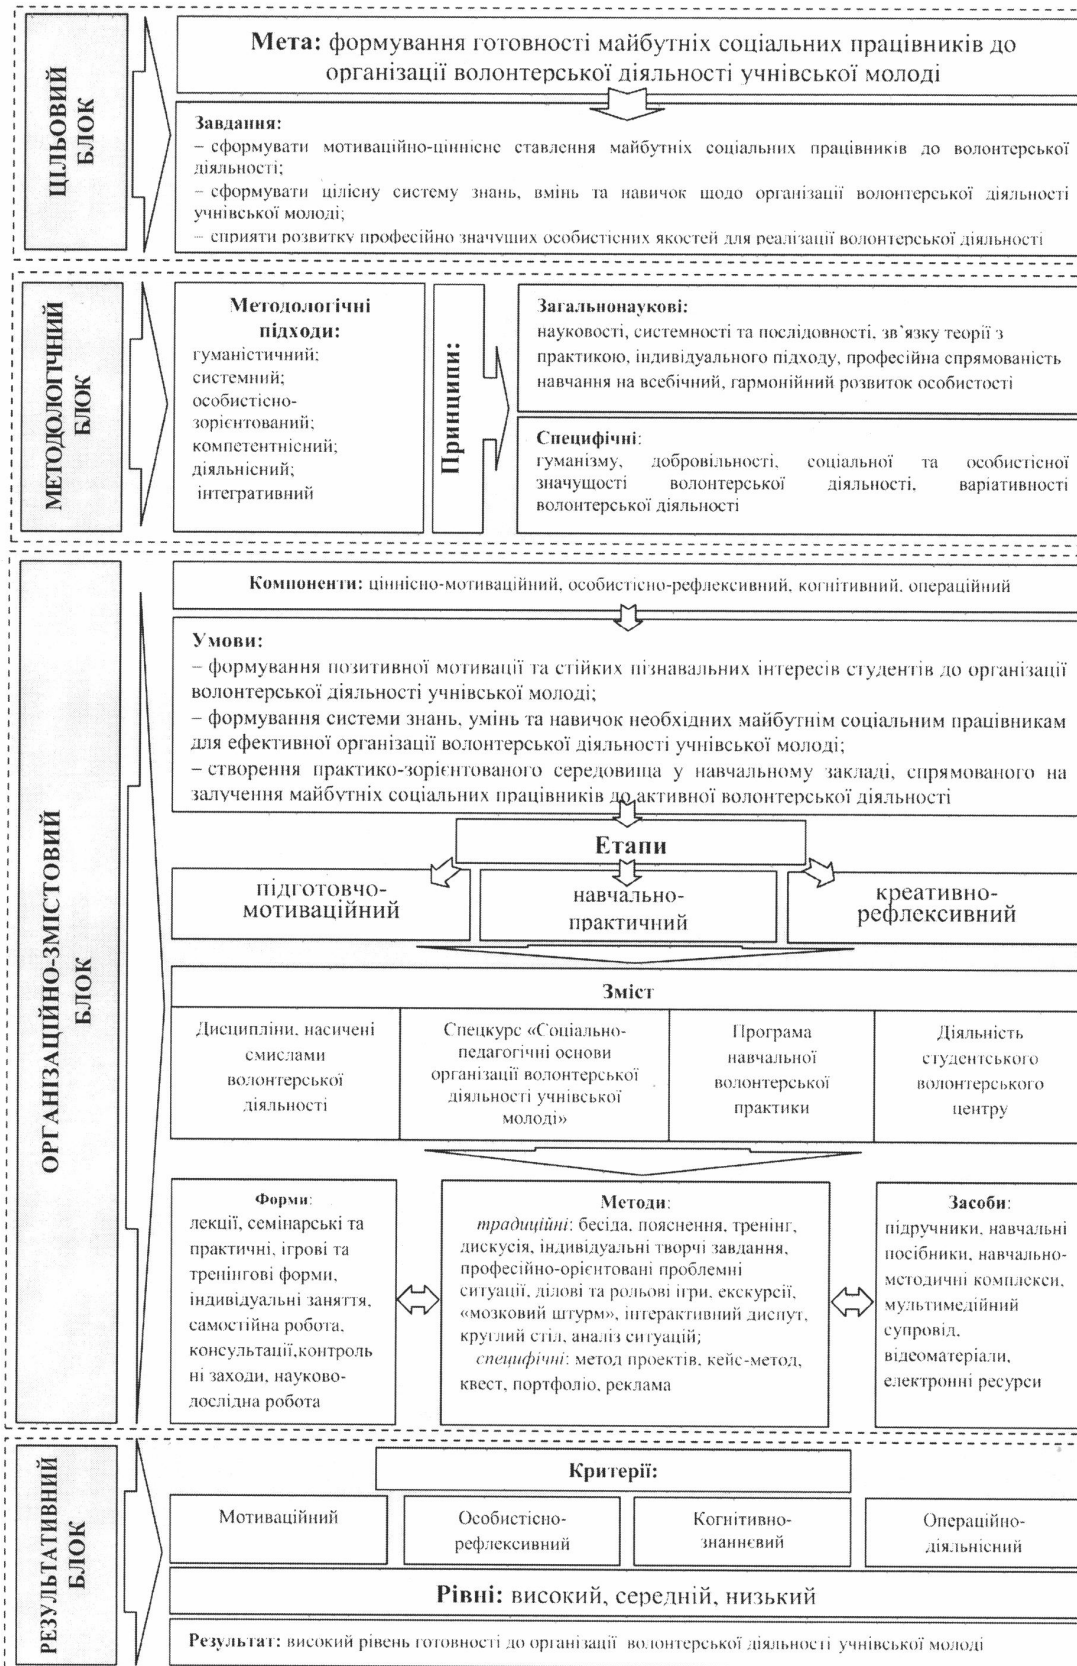 ЦІЛЬОВИЙ
БЛОК
Мета: формування готовності майбутніх соціальних працівників до
організації волонтерської діяльності учнівської молоді
Завдання:
– сформувати мотиваційно-ціннісне ставлення майбутніх соціальних працівників до волонтерської
діяльності;
– сформувати цілісну систему знань, вмінь та навичок щодо організації волонтерської діяльності
учнівської молоді;
– сприяти розвитку професійно значущих особистісних якостей для реалізації волонтерської діяльності
МЕТОДОЛОГІЧНИЙ
БЛОК
Методологічні
підходи:
гуманістичний;
системний;
особистісно-
зорієнтований;
компетентнісний;
діяльнісний;
інтегративний
Принципи:
Загальнонаукові:
науковості, системності та послідовності, зв'язку теорії з
практикою, індивідуального підходу, професійна спрямованість
навчання на всебічний, гармонійний розвиток особистості
Специфічні:
гуманізму, добровільності, соціальної та особистісної
значущості волонтерської діяльності, варіативності
волонтерської діяльності
ОРГАНІЗАЦІЙНО-ЗМІСТОВИЙ
БЛОК
Компоненти: ціннісно-мотиваційний, особистісно-рефлексивний, когнітивний, операційний
Умови:
– формування позитивної мотивації та стійких пізнавальних інтересів студентів до організації
волонтерської діяльності учнівської молоді;
– формування системи знань, умінь та навичок необхідних майбутнім соціальним працівникам
для ефективної організації волонтерської діяльності учнівської молоді;
– створення практико-зорієнтованого середовища у навчальному закладі, спрямованого на
залучення майбутніх соціальних працівників до активної волонтерської діяльності
Етапи
підготовчо-
мотиваційний
навчально-
практичний
креативно-
рефлексивний
Зміст
Дисципліни, насичені
смислами
волонтерської
діяльності
Спецкурс «Соціально-
педагогічні основи
організації волонтерської
діяльності учнівської
молоді»
Програма
навчальної
волонтерської
практики
Діяльність
студентського
волонтерського
центру
Форми:
лекції, семінарські та
практичні, ігрові та
тренінгові форми,
індивідуальні заняття,
самостійна робота,
консультації,контроль
ні заходи, науково-
дослідна робота
Методи:
традиційні: бесіда, пояснення, тренінг,
дискусія, індивідуальні творчі завдання,
професійно-орієнтовані проблемні
ситуації, ділові та рольові ігри, екскурсії,
«мозковий штурм», інтерактивний диспут,
круглий стіл, аналіз ситуацій;
специфічні: метод проектів, кейс-метод,
квест, портфоліо, реклама
Засоби:
підручники, навчальні
посібники, навчально-
методичні комплекси,
мультимедійний
супровід,
відеоматеріали,
електронні ресурси
РЕЗУЛЬТАТИВНИЙ
БЛОК
Критерії:
Мотиваційний
Особистісно-
рефлексивний
Когнітивно-
знаннєвий
Операційно-
діяльнісний
Рівні: високий, середній, низький
Результат: високий рівень готовності до організації волонтерської діяльності учнівської молоді